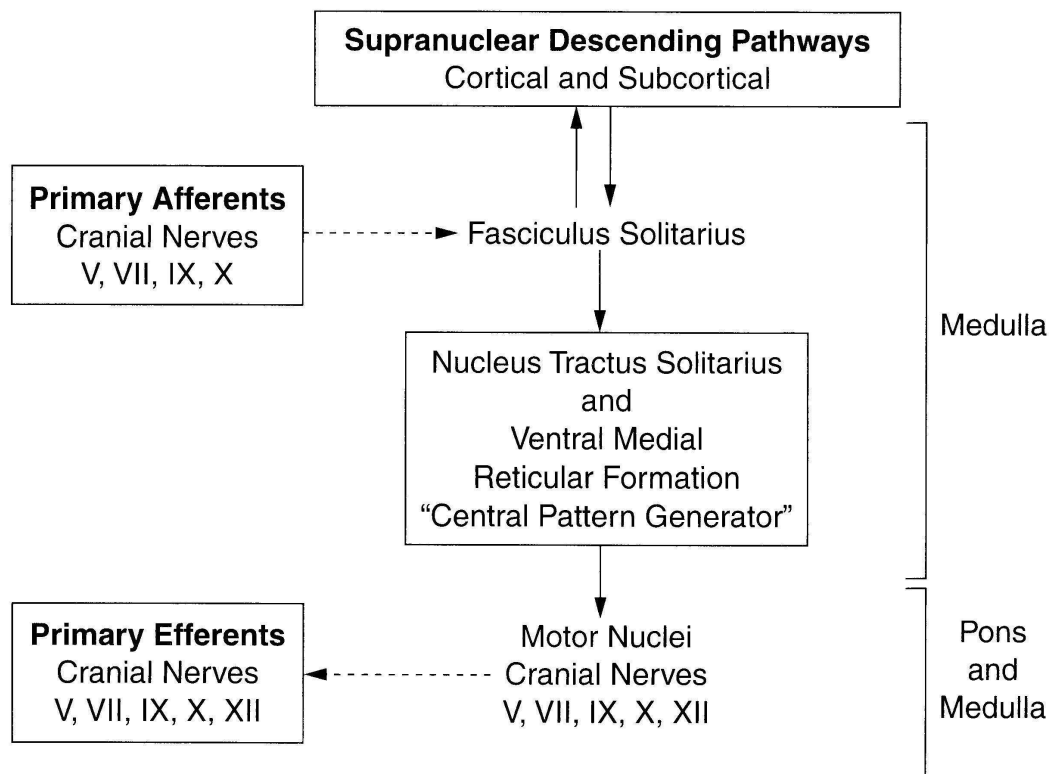 Supranuclear Descending Pathways
Cortical and Subcortical
Primary Afferents
Cranial Nerves
V, VII, IX, X
Fasciculus Solitarius
Medulla
Nucleus Tractus Solitarius
and
Ventral Medial
Reticular Formation
“Central Pattern Generator”
Primary Efferents
Cranial Nerves
V, VII, IX, X, XII
Motor Nuclei
Cranial Nerves
V, VII, IX, X, XII
Pons
and
Medulla